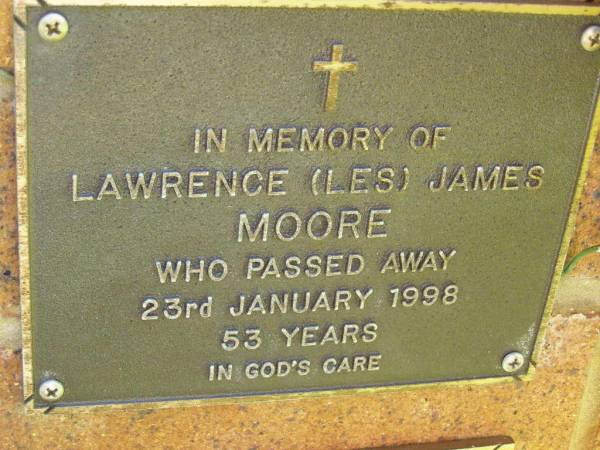 IN MEMORY OF
LAWRENCE (LES) JAMES
MOORE
WHO PASSED AWAY
23rd JANUARY 1998
53 YEARS
IN GOD'S CARE